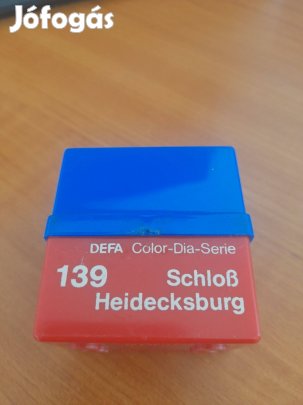 Jófogás
DEFA Color-Dia-Serie
139 Schloß
Heidecksburg